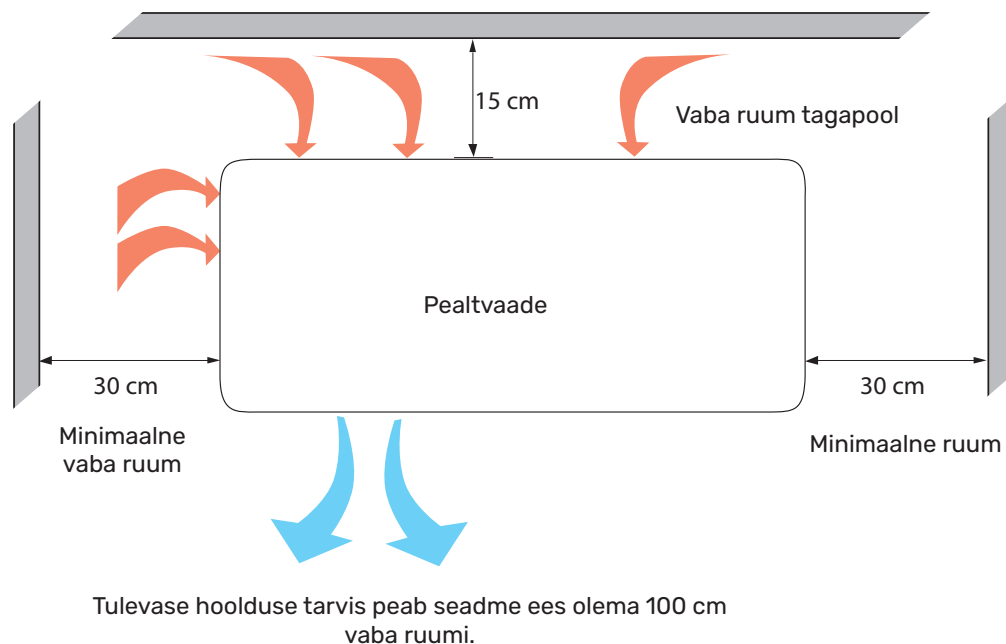 15 cm
Vaba ruum tagapool
Pealtvaade
30 cm
30 cm
Minimaalne
vaba ruum
Minimaalne ruum
Tulevase hoolduse tarvis peab seadme ees olema 100 cm
vaba ruumi.